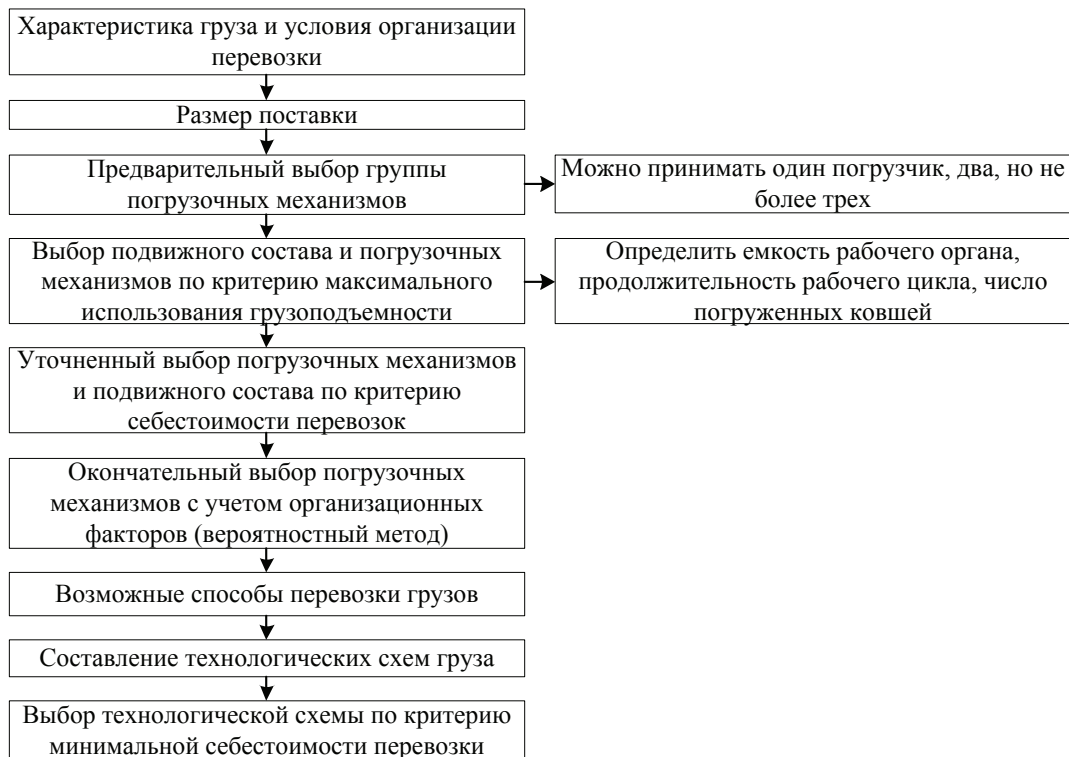 Характеристика груза и условия организации
перевозки
Размер поставки
Предварительный выбор группы
погрузочных механизмов
Можно принимать один погрузчик, два, но не
более трех
Выбор подвижного состава и погрузочных
механизмов по критерию максимального
использования грузоподъемности
Определить емкость рабочего органа,
продолжительность рабочего цикла, число
погруженных ковшей
Уточненный выбор погрузочных механизмов
и подвижного состава по критерию
себестоимости перевозок
Окончательный выбор погрузочных
механизмов с учетом организационных
факторов (вероятностный метод)
Возможные способы перевозки грузов
Составление технологических схем груза
Выбор технологической схемы по критерию
минимальной себестоимости перевозки